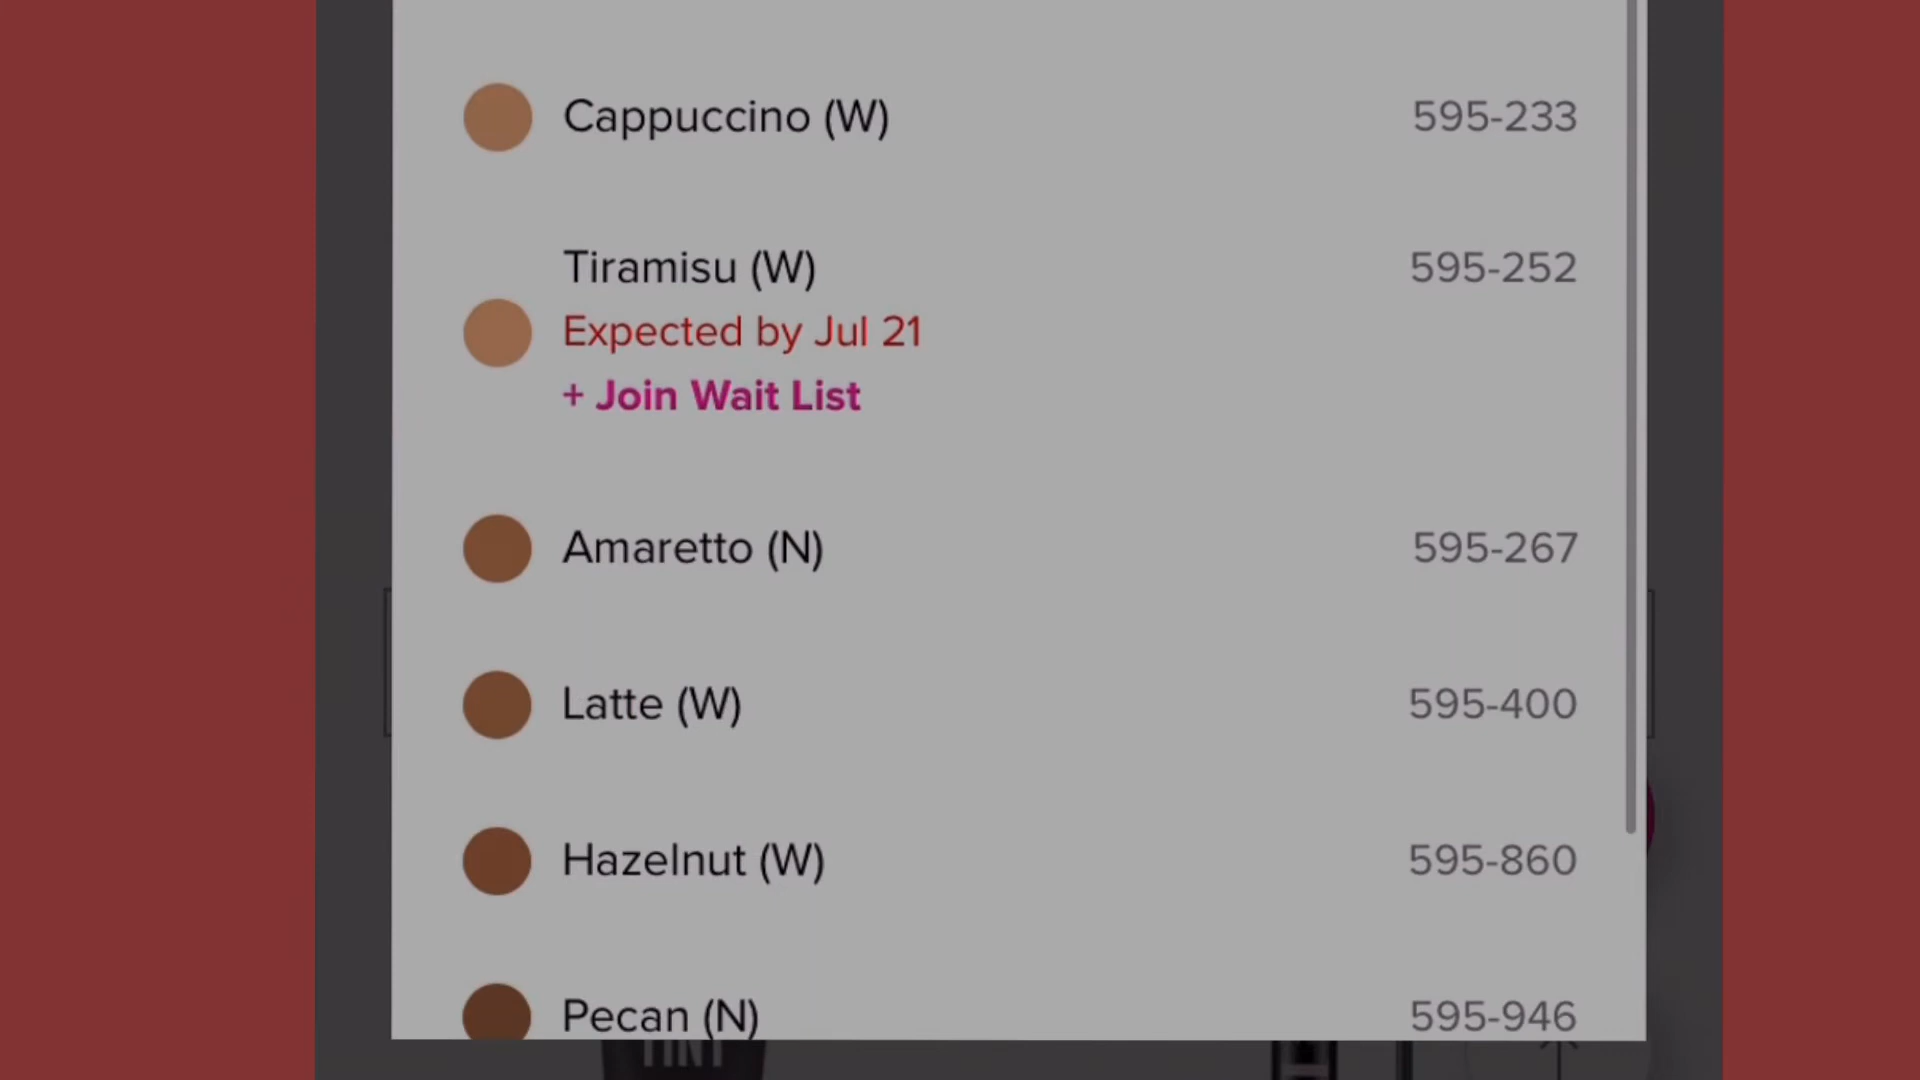 Cappuccino (W) 595-233
Tiramisu (W) 595-252
Expected by Jul 21
+ Join Wait List
Amaretto (N) 595-267
Latte (W) 595-400
Hazelnut (W) 595-860
Pecan (N) 595-946
TINT